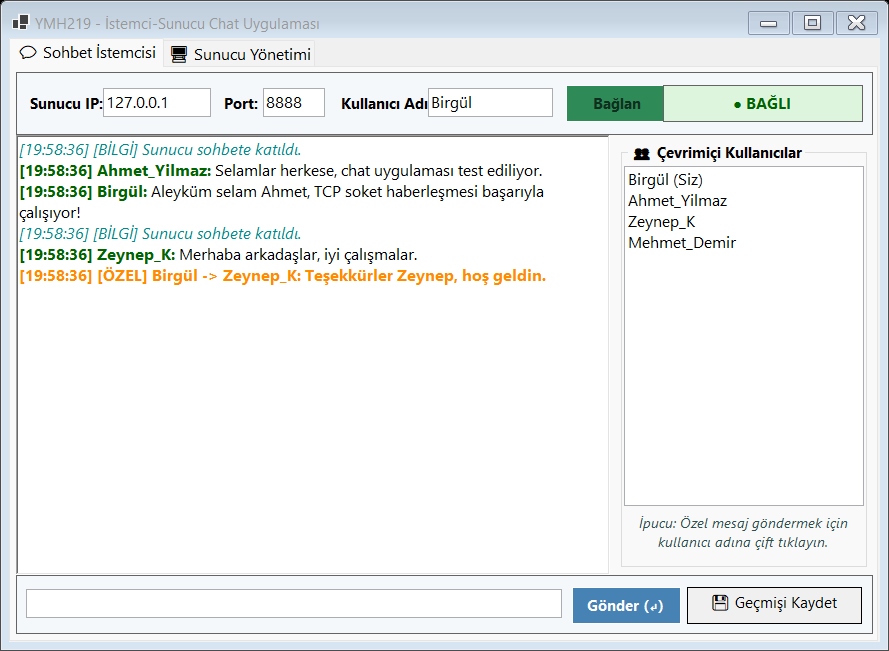 YMH219 - İstemci-Sunucu Chat Uygulaması
Sohbet İstemcisi
Sunucu Yönetimi
Sunucu IP: 127.0.0.1 Port: 8888 Kullanıcı Adı Birgül Bağlan ● BAĞLI
[19:58:36] [BİLGİ] Sunucu sohbete katıldı.
[19:58:36] Ahmet_Yilmaz: Selamlar herkese, chat uygulaması test ediliyor.
[19:58:36] Birgül: Aleyküm selam Ahmet, TCP soket haberleşmesi başarıyla
çalışıyor!
[19:58:36] [BİLGİ] Sunucu sohbete katıldı.
[19:58:36] Zeynep_K: Merhaba arkadaşlar, iyi çalışmalar.
[19:58:36] [ÖZEL] Birgül -> Zeynep_K: Teşekkürler Zeynep, hoş geldin.
Çevrimiçi Kullanıcılar
Birgül (Siz)
Ahmet_Yilmaz
Zeynep_K
Mehmet_Demir
İpucu: Özel mesaj göndermek için
kullanıcı adına çift tıklayın.
Gönder (↲)
Geçmişi Kaydet